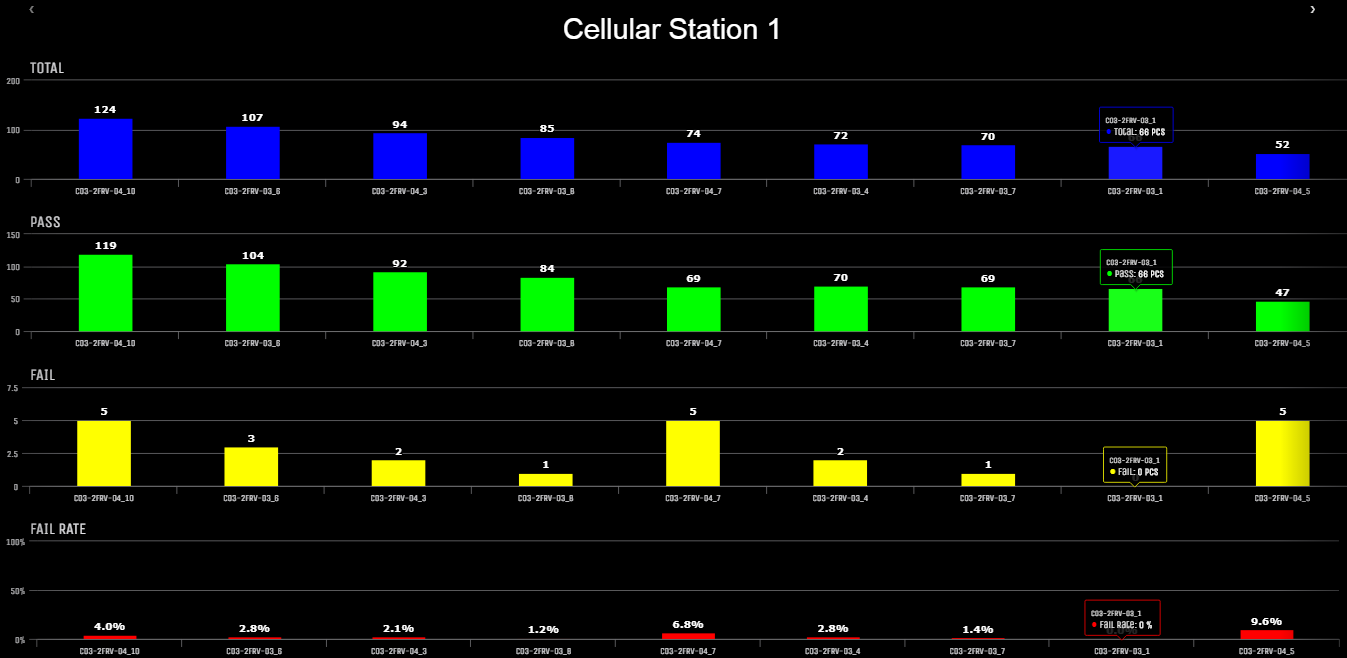 ‹ ›
Cellular Station 1
TOTAL
200
124 107 94 85 74 72 70 52
C03-2FRV-03_1
Total: 66 PCS
100
0
C03-2FRV-04_10 C03-2FRV-03_6 C03-2FRV-04_3 C03-2FRV-03_8 C03-2FRV-04_7 C03-2FRV-03_4 C03-2FRV-03_7 C03-2FRV-03_1 C03-2FRV-04_5
PASS
150
119 104 92 84 69 70 69 47
C03-2FRV-03_1
Pass: 66 PCS
100
50
0
C03-2FRV-04_10 C03-2FRV-03_6 C03-2FRV-04_3 C03-2FRV-03_8 C03-2FRV-04_7 C03-2FRV-03_4 C03-2FRV-03_7 C03-2FRV-03_1 C03-2FRV-04_5
FAIL
7.5
5 3 2 1 5 2 1 5
5
2.5
C03-2FRV-03_1
Fail: 0 PCS
0
C03-2FRV-04_10 C03-2FRV-03_6 C03-2FRV-04_3 C03-2FRV-03_8 C03-2FRV-04_7 C03-2FRV-03_4 C03-2FRV-03_7 C03-2FRV-03_1 C03-2FRV-04_5
FAIL RATE
100%
50%
C03-2FRV-03_1
Fail Rate: 0 %
4.0% 2.8% 2.1% 1.2% 6.8% 2.8% 1.4% 9.6%
0%
C03-2FRV-04_10 C03-2FRV-03_6 C03-2FRV-04_3 C03-2FRV-03_8 C03-2FRV-04_7 C03-2FRV-03_4 C03-2FRV-03_7 C03-2FRV-03_1 C03-2FRV-04_5